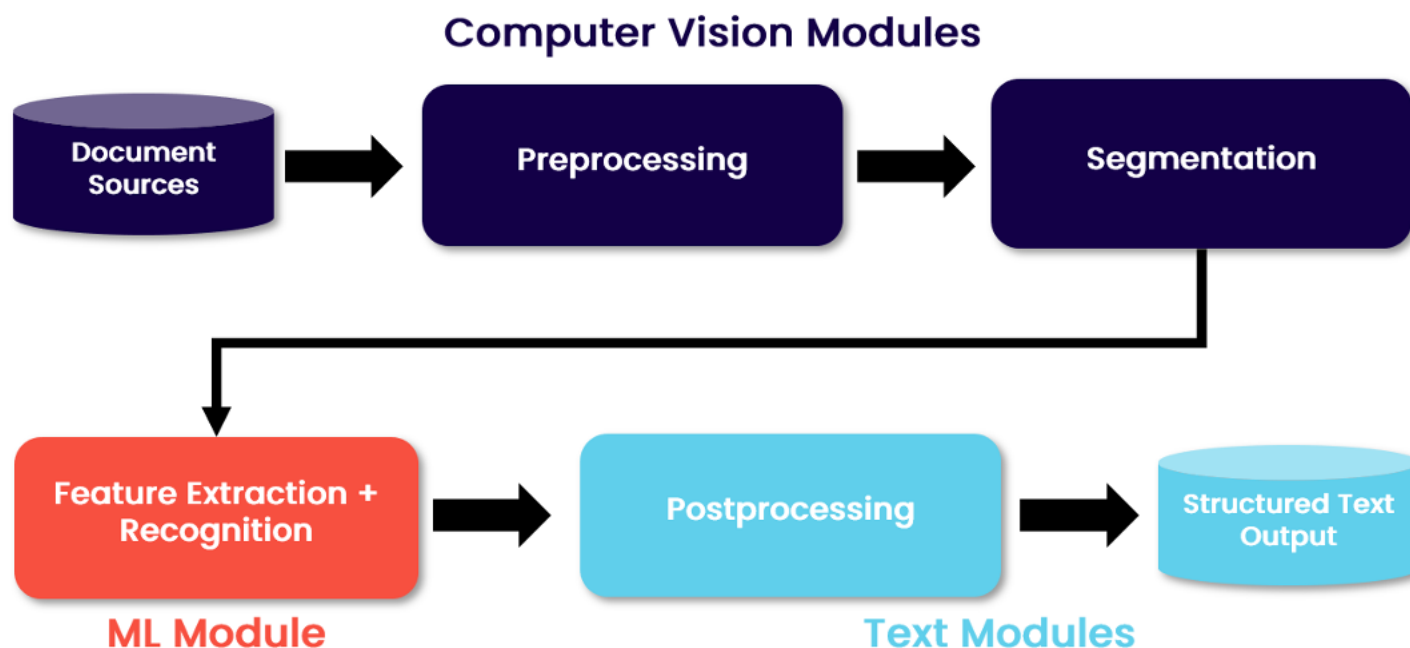 Computer Vision Modules
Document
Sources
Preprocessing
Segmentation
Feature Extraction +
Recognition
Postprocessing
Structured Text
Output
ML Module
Text Modules